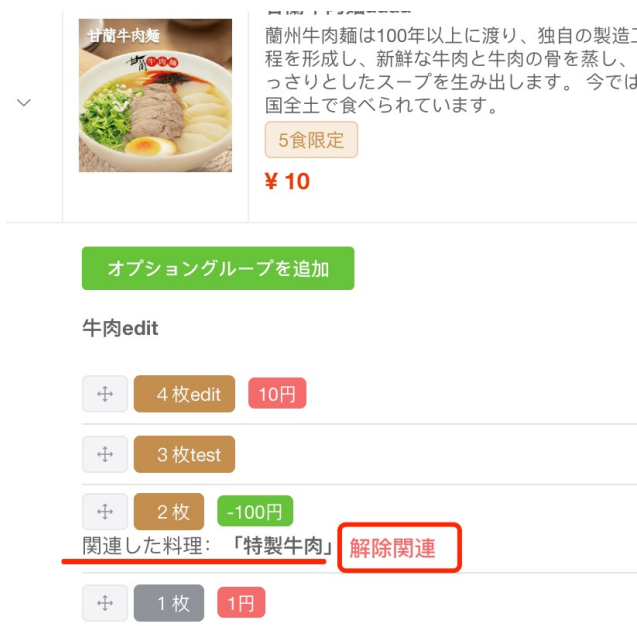 甘蘭牛肉麺
甘蘭牛肉麺
蘭州牛肉麺は100年以上に渡り、独自の製造工
程を形成し、新鮮な牛肉と牛肉の骨を蒸し、
っさりとしたスープを生み出します。 今では
国全土で食べられています。
5食限定
¥ 10
オプショングループを追加
牛肉edit
4 枚edit 10円
3 枚test
2 枚 -100円
関連した料理: 「特製牛肉」 解除関連
1 枚 1円